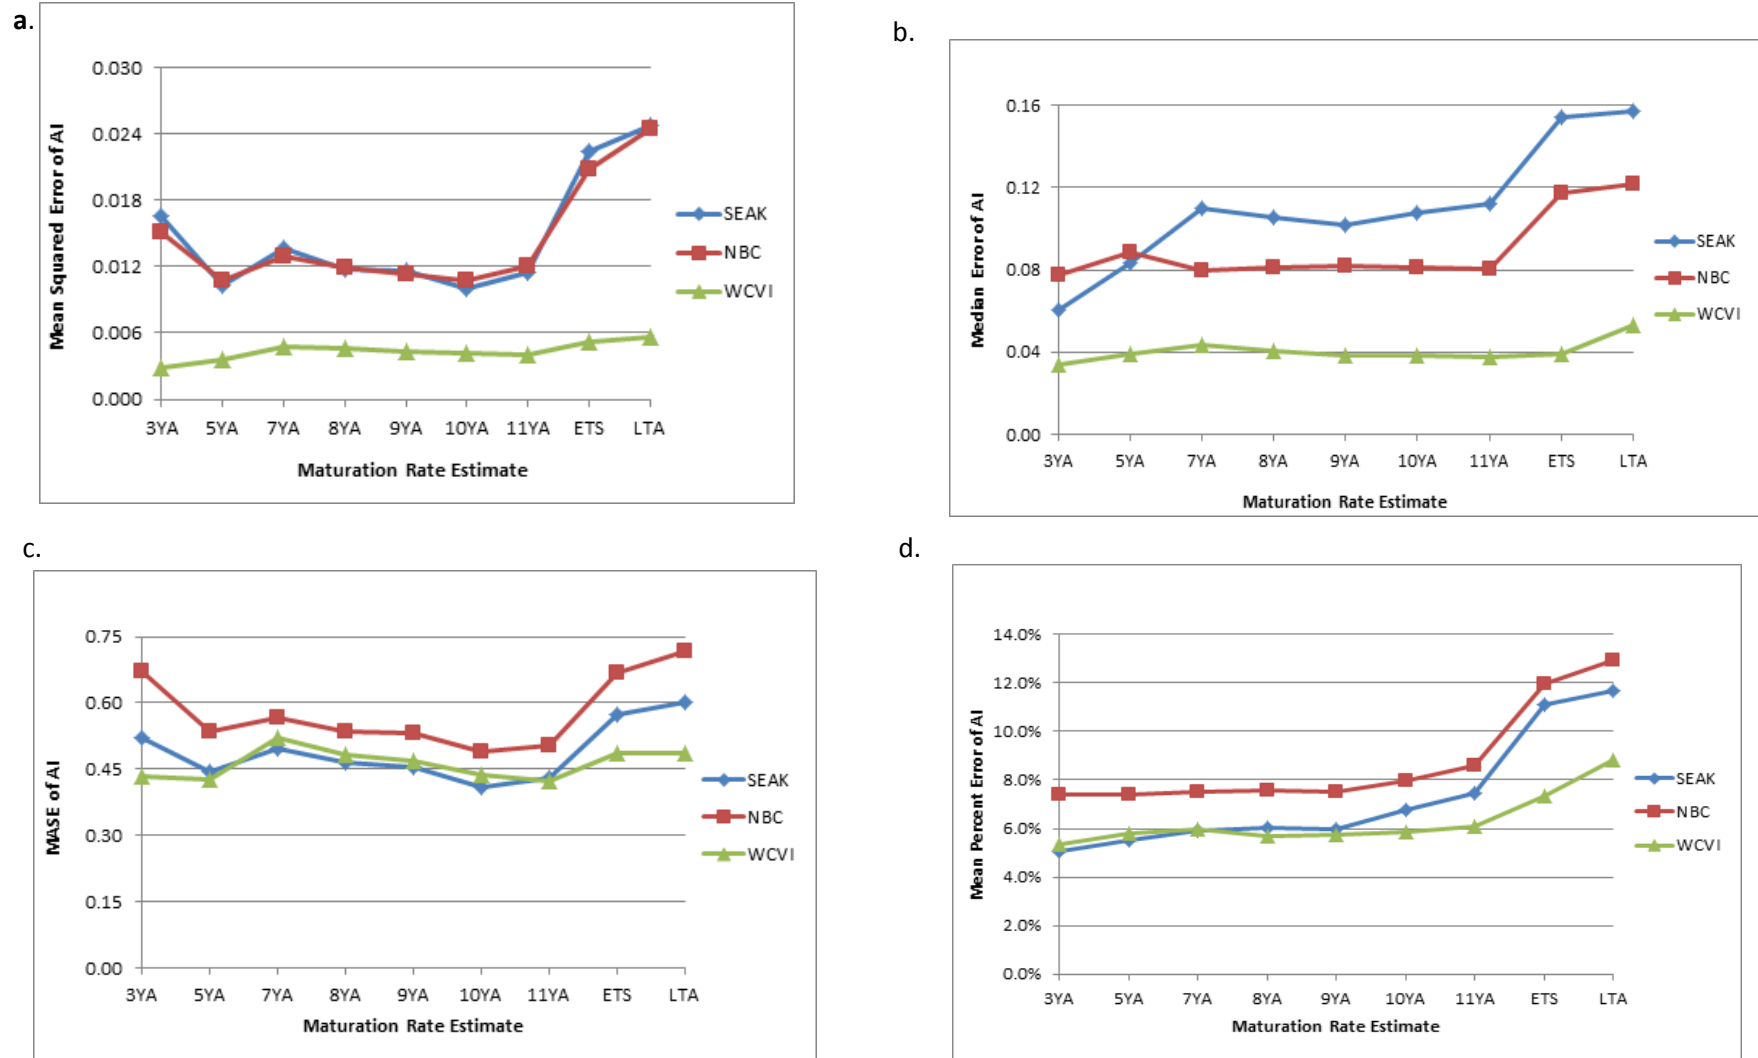 a.
0.030
0.024
0.018
0.012
0.006
0.000
Mean Squared Error of AI
3YA 5YA 7YA 8YA 9YA 10YA 11YA ETS LTA
Maturation Rate Estimate
SEAK
NBC
WCVI
b.
0.16
0.12
0.08
0.04
0.00
Median Error of AI
3YA 5YA 7YA 8YA 9YA 10YA 11YA ETS LTA
Maturation Rate Estimate
SEAK
NBC
WCVI
c.
0.75
0.60
0.45
0.30
0.15
0.00
MASE of AI
3YA 5YA 7YA 8YA 9YA 10YA 11YA ETS LTA
Maturation Rate Estimate
SEAK
NBC
WCVI
d.
14.0%
12.0%
10.0%
8.0%
6.0%
4.0%
2.0%
0.0%
Mean Percent Error of AI
3YA 5YA 7YA 8YA 9YA 10YA 11YA ETS LTA
Maturation Rate Estimate
SEAK
NBC
WCVI